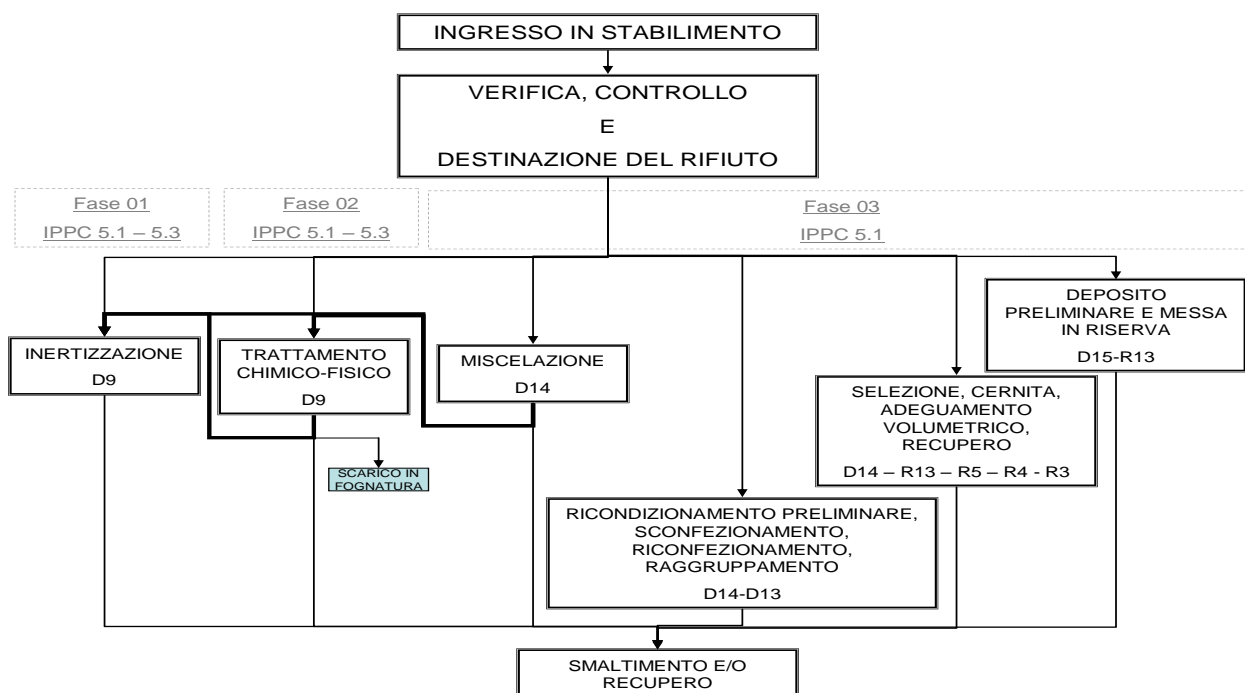 INGRESSO IN STABILIMENTO
VERIFICA, CONTROLLO
E
DESTINAZIONE DEL RIFIUTO
Fase 01
IPPC 5.1 – 5.3
Fase 02
IPPC 5.1 – 5.3
Fase 03
IPPC 5.1
INERTIZZAZIONE
D9
TRATTAMENTO
CHIMICO-FISICO
D9
MISCELAZIONE
D14
DEPOSITO
PRELIMINARE E MESSA
IN RISERVA
D15-R13
SELEZIONE, CERNITA,
ADEGUAMENTO
VOLUMETRICO,
RECUPERO
D14 – R13 – R5 – R4 - R3
SCARICO IN
FOGNATURA
RICONDIZIONAMENTO PRELIMINARE,
SCONFEZIONAMENTO,
RICONFEZIONAMENTO,
RAGGRUPPAMENTO
D14-D13
SMALTIMENTO E/O
RECUPERO